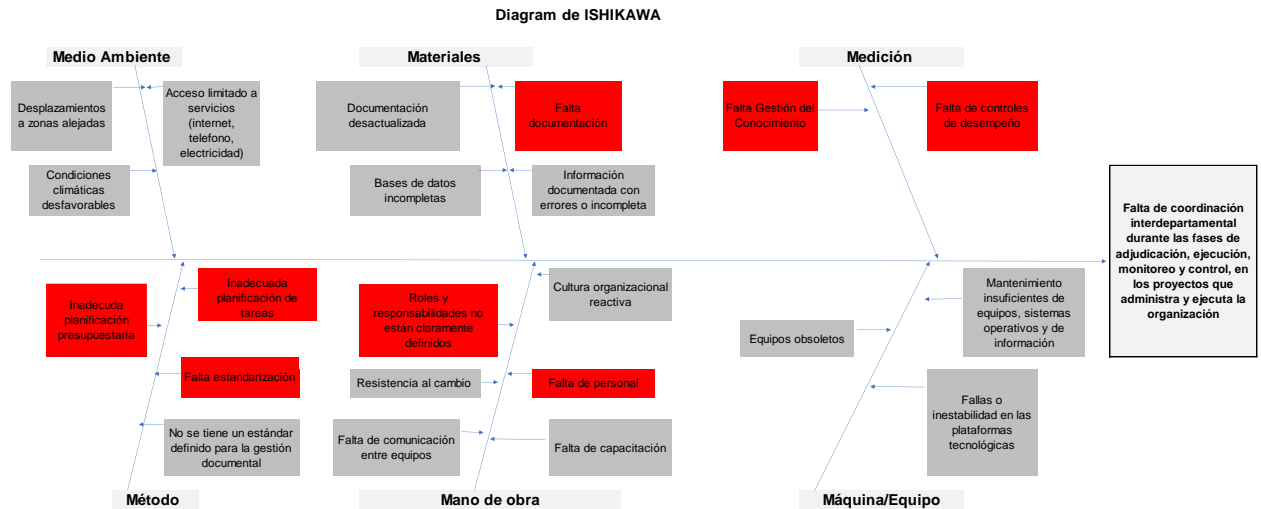 Diagram de ISHIKAWA
Medio Ambiente
Materiales
Medición
Desplazamientos
a zonas alejadas
Acceso limitado a
servicios
(internet,
telefono,
electricidad)
Condiciones
climáticas
desfavorables
Documentación
desactualizada
Falta
documentación
Bases de datos
incompletas
Información
documentada con
errores o incompleta
Falta Gestión del
Conocimiento
Falta de controles
de desempeño
Falta de coordinación
interdepartamental
durante las fases de
adjudicación, ejecución,
monitoreo y control, en
los proyectos que
administra y ejecuta la
organización
Inadecuda
planificación
presupuestaria
Inadecuada
planificación de
tareas
Falta estandarización
No se tiene un estándar
definido para la gestión
documental
Roles y
responsabilidades no
están claramente
definidos
Cultura organizacional
reactiva
Resistencia al cambio
Falta de personal
Falta de comunicación
entre equipos
Falta de capacitación
Equipos obsoletos
Mantenimiento
insuficientes de
equipos, sistemas
operativos y de
información
Fallas o
inestabilidad en las
plataformas
tecnológicas
Método
Mano de obra
Máquina/Equipo